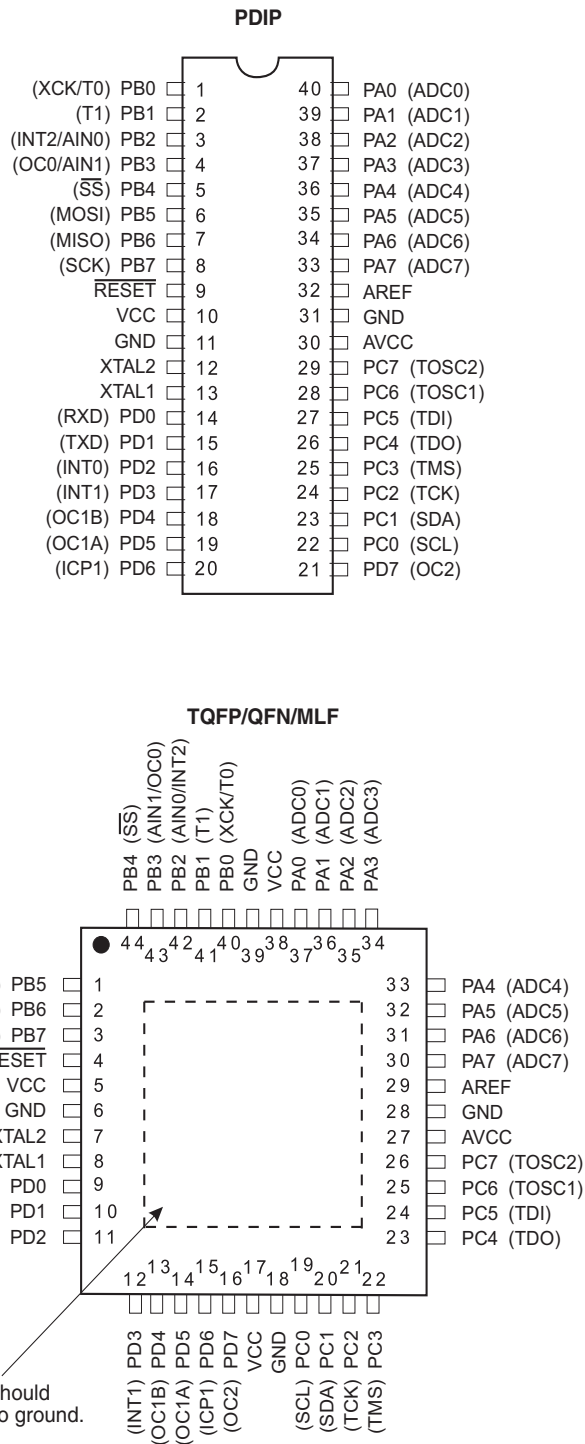 PDIP
(XCK/T0) PB0 1 40 PA0 (ADC0)
(T1) PB1 2 39 PA1 (ADC1)
(INT2/AIN0) PB2 3 38 PA2 (ADC2)
(OC0/AIN1) PB3 4 37 PA3 (ADC3)
(SS) PB4 5 36 PA4 (ADC4)
(MOSI) PB5 6 35 PA5 (ADC5)
(MISO) PB6 7 34 PA6 (ADC6)
(SCK) PB7 8 33 PA7 (ADC7)
RESET 9 32 AREF
VCC 10 31 GND
GND 11 30 AVCC
XTAL2 12 29 PC7 (TOSC2)
XTAL1 13 28 PC6 (TOSC1)
(RXD) PD0 14 27 PC5 (TDI)
(TXD) PD1 15 26 PC4 (TDO)
(INT0) PD2 16 25 PC3 (TMS)
(INT1) PD3 17 24 PC2 (TCK)
(OC1B) PD4 18 23 PC1 (SDA)
(OC1A) PD5 19 22 PC0 (SCL)
(ICP1) PD6 20 21 PD7 (OC2)
TQFP/QFN/MLF
PB4 (SS)
PB3 (AIN1/OC0)
PB2 (AIN0/INT2)
PB1 (T1)
PB0 (XCK/T0)
GND
VCC
PA0 (ADC0)
PA1 (ADC1)
PA2 (ADC2)
PA3 (ADC3)
44 43 42 41 40 39 38 37 36 35 34
PB5 1 33 PA4 (ADC4)
PB6 2 32 PA5 (ADC5)
PB7 3 31 PA6 (ADC6)
ESET 4 30 PA7 (ADC7)
VCC 5 29 AREF
GND 6 28 GND
XTAL2 7 27 AVCC
XTAL1 8 26 PC7 (TOSC2)
PD0 9 25 PC6 (TOSC1)
PD1 10 24 PC5 (TDI)
PD2 11 23 PC4 (TDO)
12 13 14 15 16 17 18 19 20 21 22
(INT1) PD3
(OC1B) PD4
(OC1A) PD5
(ICP1) PD6
(OC2) PD7
VCC
GND
(SCL) PC0
(SDA) PC1
(TCK) PC2
(TMS) PC3
hould
o ground.